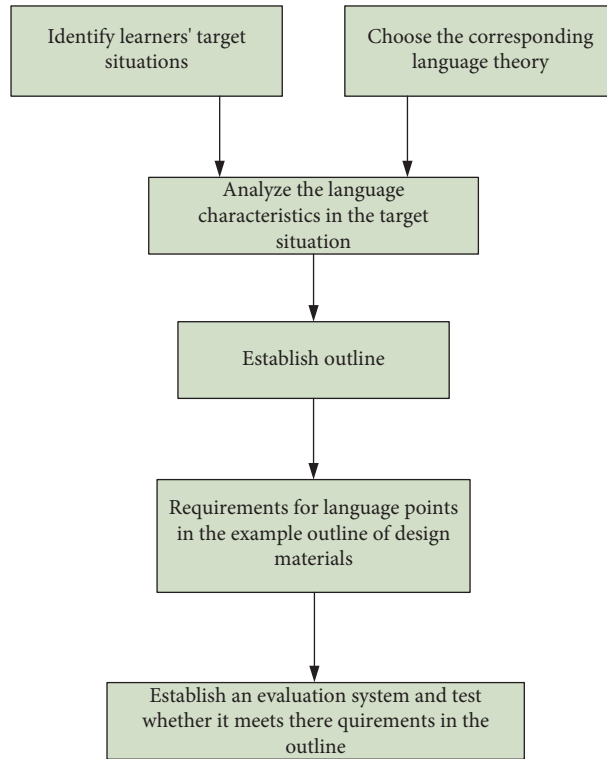 Identify learners' target
situations
Choose the corresponding
language theory
Analyze the language
characteristics in the target
situation
Establish outline
Requirements for language points
in the example outline of design
materials
Establish an evaluation system and test
whether it meets there quirements in the
outline